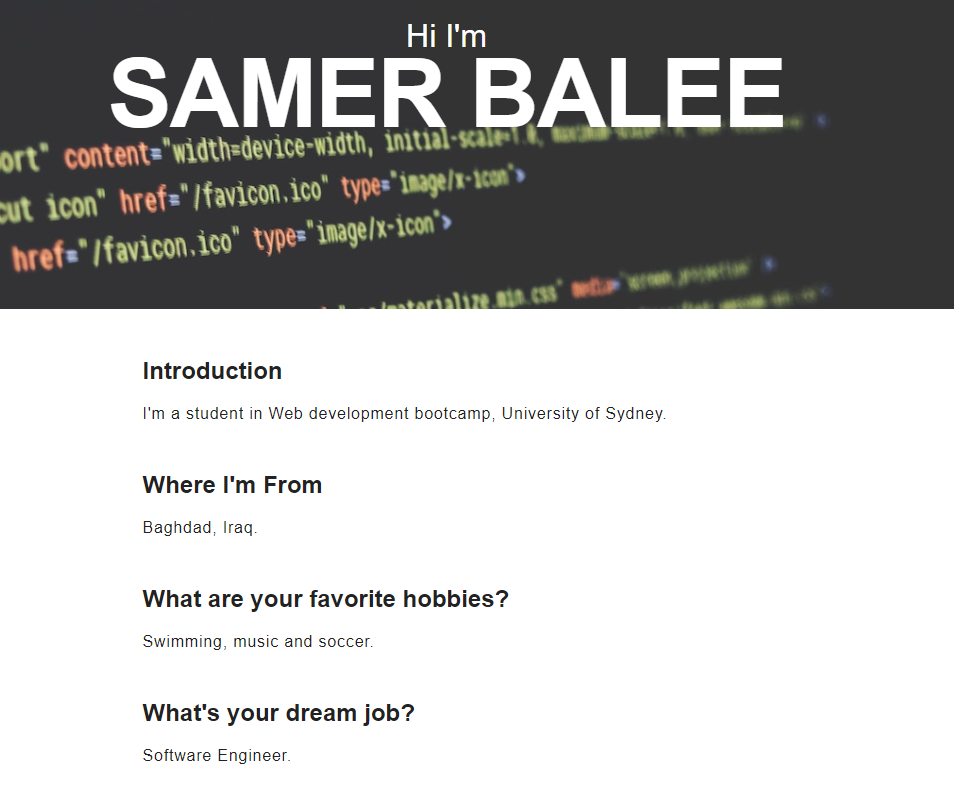 Hi I'm
SAMER BALEE
ort" content="width=device-width, initial-scale=1.0,
cut icon" href="/favicon.ico" type="image/x-icon">
href="/favicon.ico" type="image/x-icon">
materialize.min.css" media="screen,projection"
Introduction
I'm a student in Web development bootcamp, University of Sydney.
Where I'm From
Baghdad, Iraq.
What are your favorite hobbies?
Swimming, music and soccer.
What's your dream job?
Software Engineer.